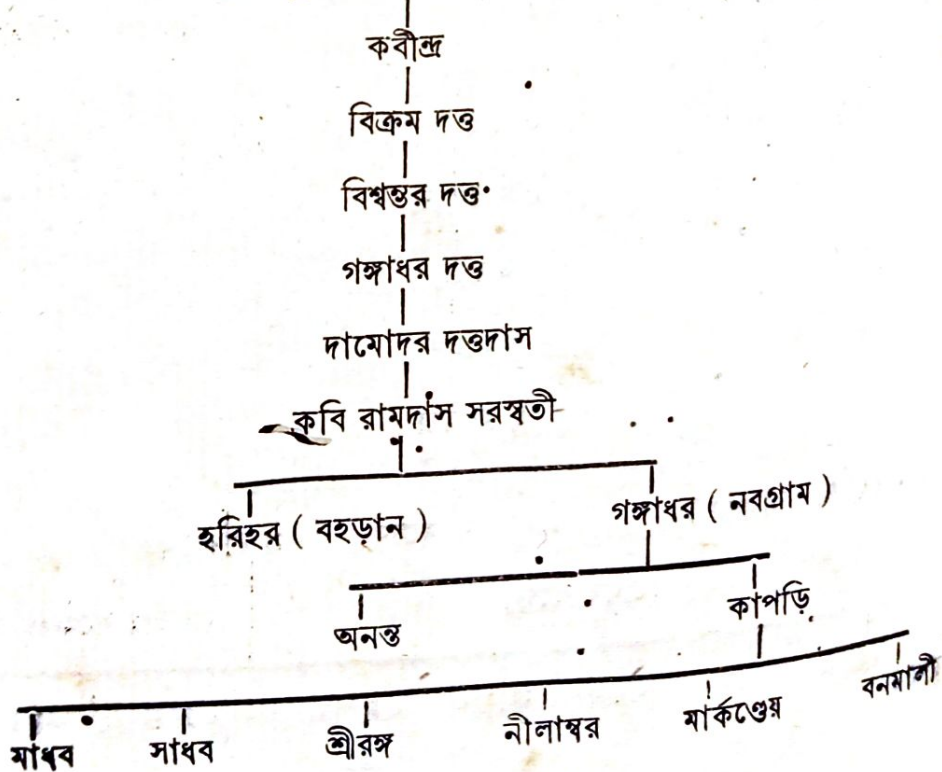 কবীন্দ্র
বিক্রম দত্ত
বিশ্বম্ভর দত্ত
গঙ্গাধর দত্ত
দামোদর দত্তদাস
কবি রামদাস সরস্বতী
হরিহর ( বহড়ান )
গঙ্গাধর ( নবগ্রাম )
অনন্ত
কাপড়ি
মাধব
সাধব
শ্রীরঙ্গ
নীলাম্বর
মার্কণ্ডেয়
বনমালী